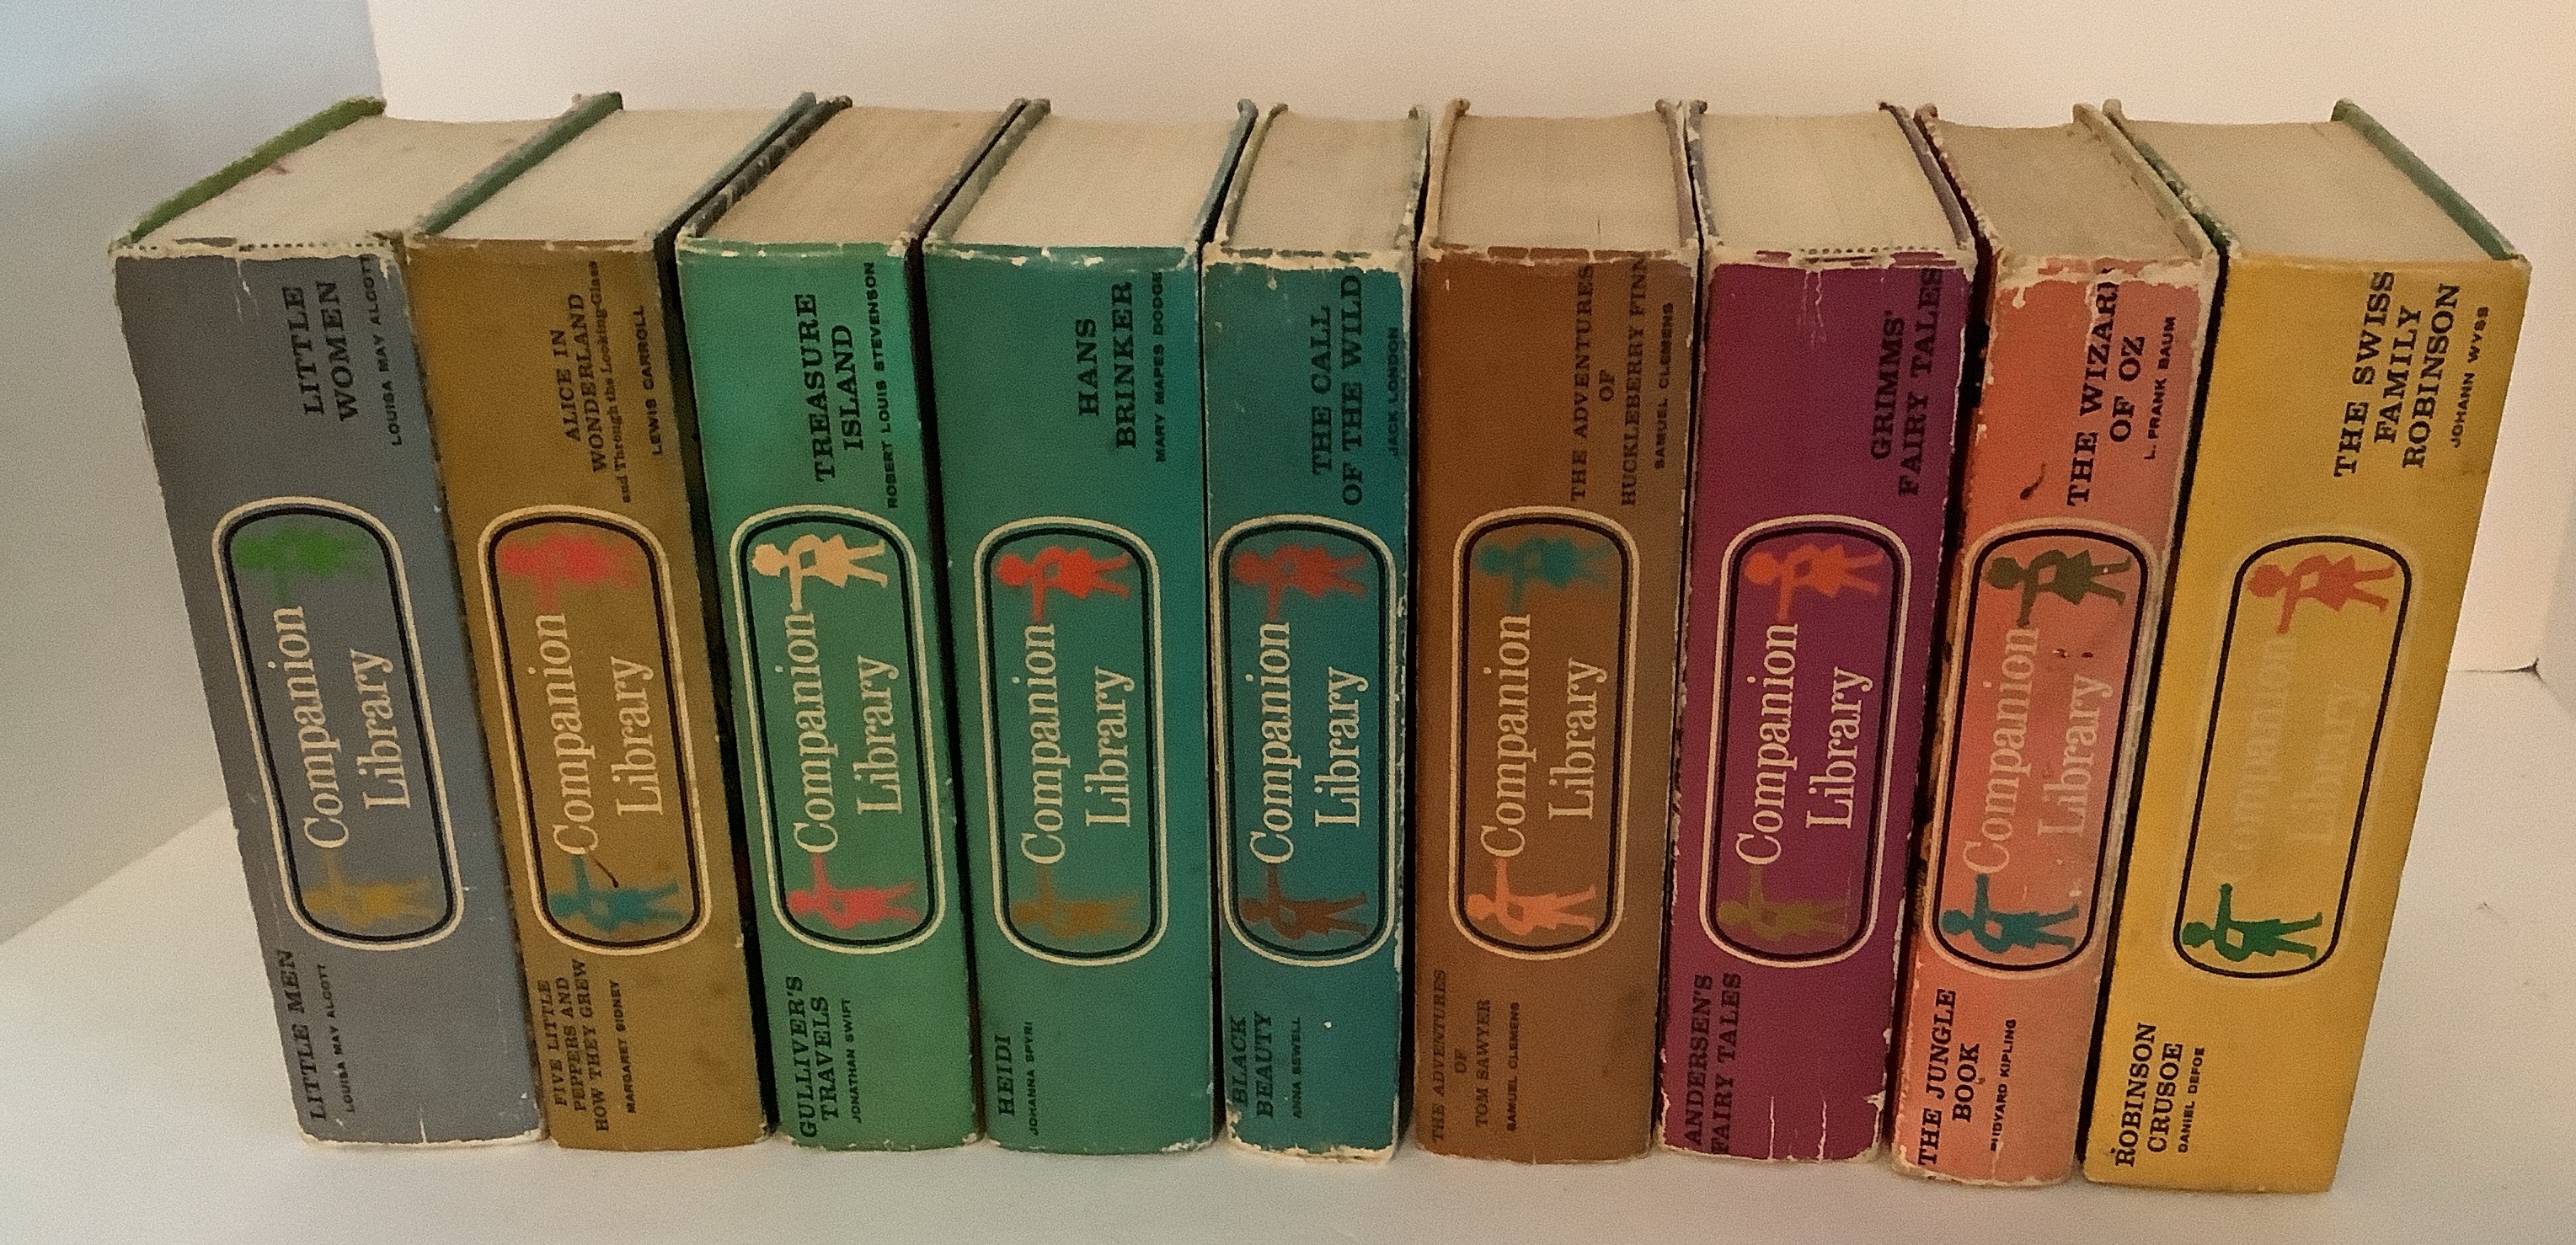 LITTLE
WOMEN
LOUISA MAY ALCOTT
Companion
Library
LITTLE MEN
LOUISA MAY ALCOTT
ALICE IN
WONDERLAND
and Through the Looking-Glass
LEWIS CARROLL
Companion
Library
FIVE LITTLE
PEPPERS AND
HOW THEY GREW
MARGARET SIDNEY
TREASURE
ISLAND
ROBERT LOUIS STEVENSON
Companion
Library
GULLIVER'S
TRAVELS
JONATHAN SWIFT
HANS
BRINKER
MARY MAPES DODGE
Companion
Library
HEIDI
JOHANNA SPYRI
THE CALL
OF THE WILD
JACK LONDON
Companion
Library
BLACK
BEAUTY
ANNA SEWELL
THE ADVENTURES
OF
HUCKLEBERRY FINN
SAMUEL CLEMENS
Companion
Library
THE ADVENTURES
OF
TOM SAWYER
SAMUEL CLEMENS
GRIMMS'
FAIRY TALES
Companion
Library
ANDERSEN'S
FAIRY TALES
THE WIZARD
OF OZ
L. FRANK BAUM
Companion
Library
THE JUNGLE
BOOK
RUDYARD KIPLING
THE SWISS
FAMILY
ROBINSON
JOHANN WYSS
Companion
Library
ROBINSON
CRUSOE
DANIEL DEFOE